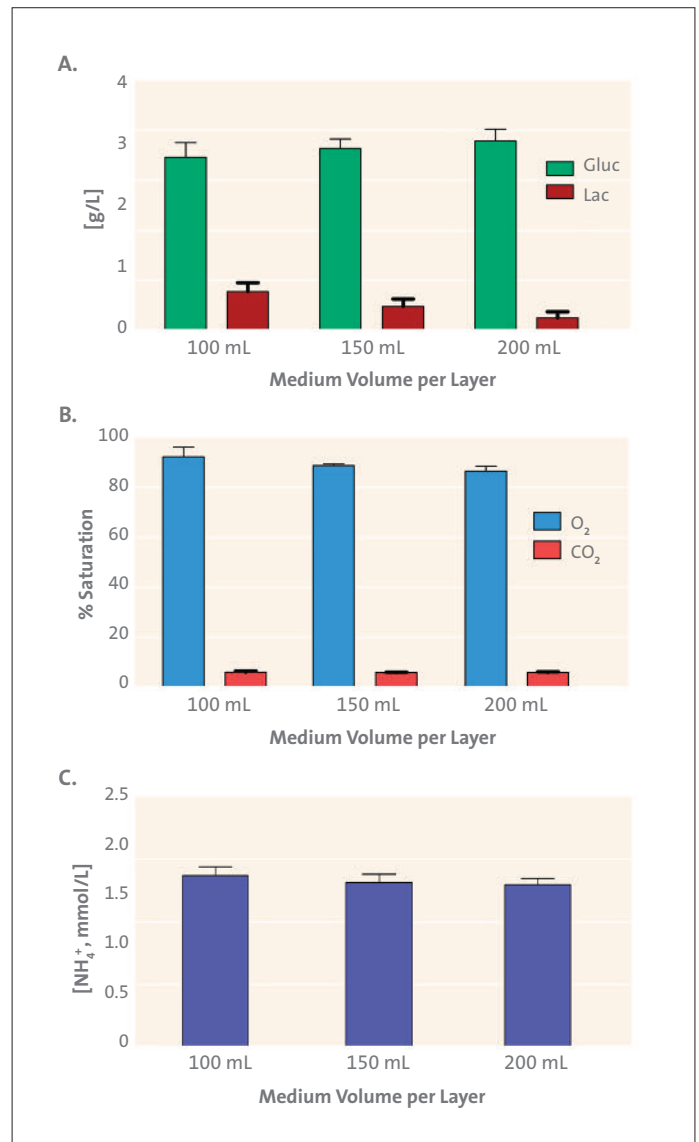 A.
4
3
2
1
0
[g/L]
Gluc
Lac
100 mL 150 mL 200 mL
Medium Volume per Layer
B.
100
80
60
40
20
0
% Saturation
O₂
CO₂
100 mL 150 mL 200 mL
Medium Volume per Layer
C.
2.5
2.0
1.5
1.0
0.5
0
[NH₄⁺, mmol/L]
100 mL 150 mL 200 mL
Medium Volume per Layer